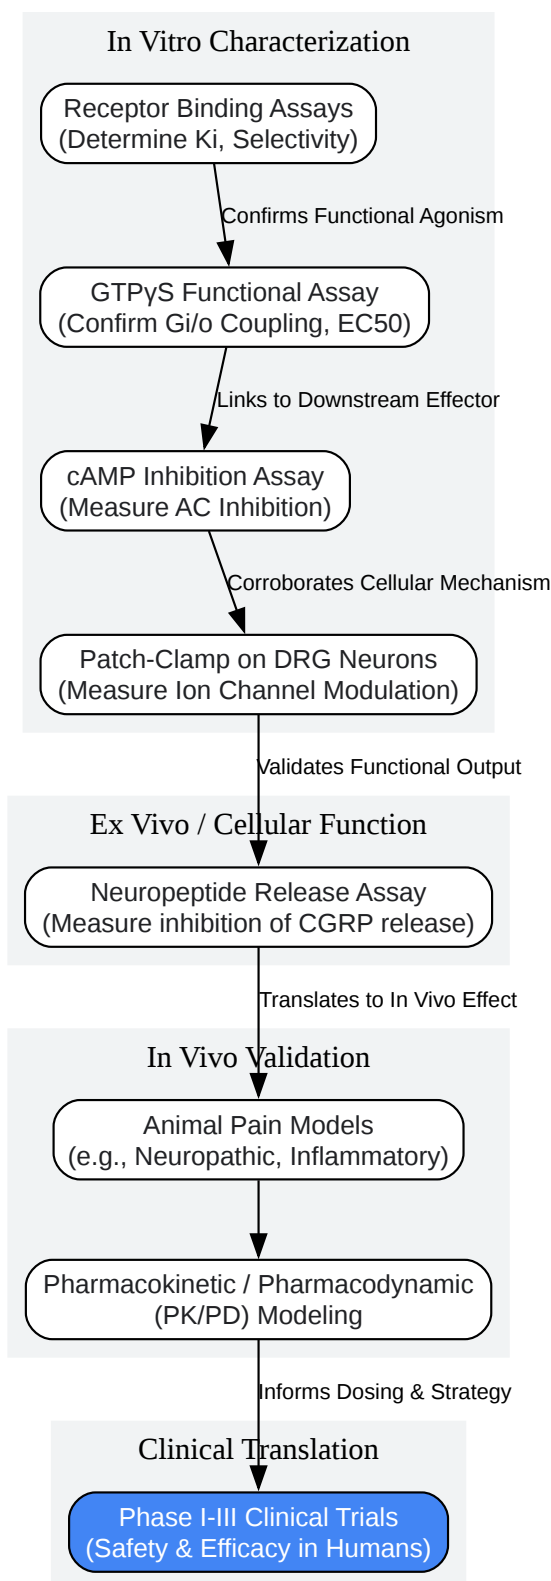 In Vitro Characterization
Receptor Binding Assays
(Determine Ki, Selectivity)
Confirms Functional Agonism
GTPγS Functional Assay
(Confirm Gi/o Coupling, EC50)
Links to Downstream Effector
cAMP Inhibition Assay
(Measure AC Inhibition)
Corroborates Cellular Mechanism
Patch-Clamp on DRG Neurons
(Measure Ion Channel Modulation)
Validates Functional Output
Ex Vivo / Cellular Function
Neuropeptide Release Assay
(Measure inhibition of CGRP release)
Translates to In Vivo Effect
In Vivo Validation
Animal Pain Models
(e.g., Neuropathic, Inflammatory)
Pharmacokinetic / Pharmacodynamic
(PK/PD) Modeling
Informs Dosing & Strategy
Clinical Translation
Phase I-III Clinical Trials
(Safety & Efficacy in Humans)